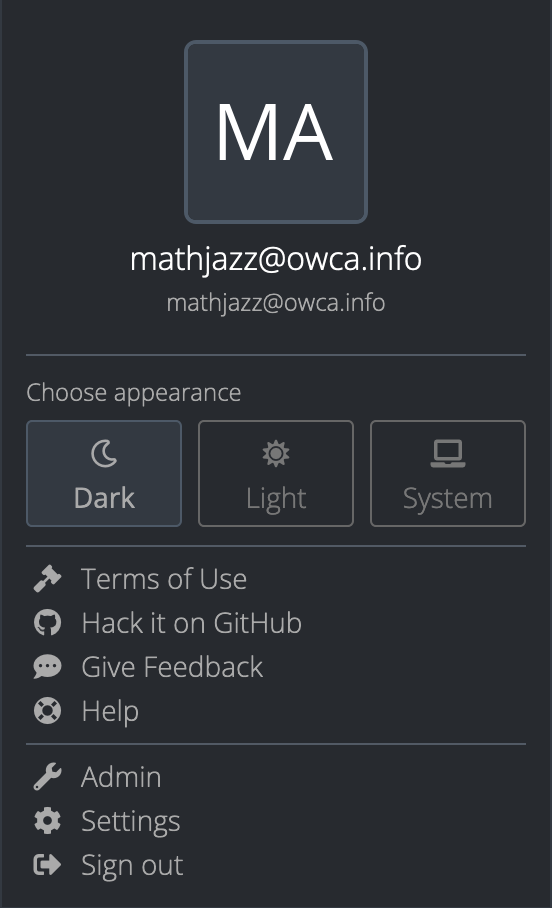 MA
mathjazz@owca.info
mathjazz@owca.info
Choose appearance
Dark Light System
Terms of Use
Hack it on GitHub
Give Feedback
Help
Admin
Settings
Sign out